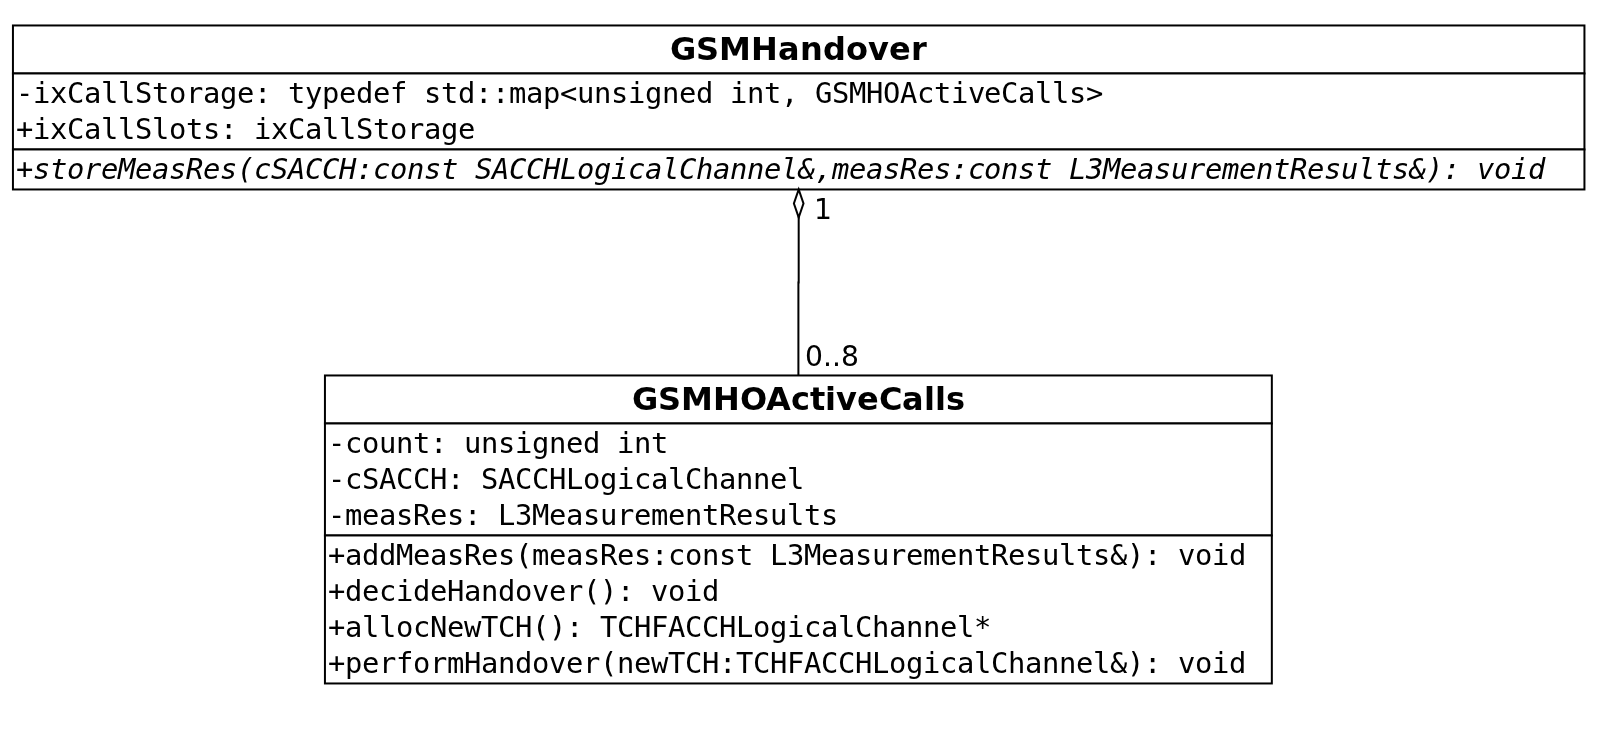 GSMHandover
-ixCallStorage: typedef std::map<unsigned int, GSMHOActiveCalls>
+ixCallSlots: ixCallStorage
+storeMeasRes(cSACCH:const SACCHLogicalChannel&,measRes:const L3MeasurementResults&): void
1
0..8
GSMHOActiveCalls
-count: unsigned int
-cSACCH: SACCHLogicalChannel
-measRes: L3MeasurementResults
+addMeasRes(measRes:const L3MeasurementResults&): void
+decideHandover(): void
+allocNewTCH(): TCHFACCHLogicalChannel*
+performHandover(newTCH:TCHFACCHLogicalChannel&): void